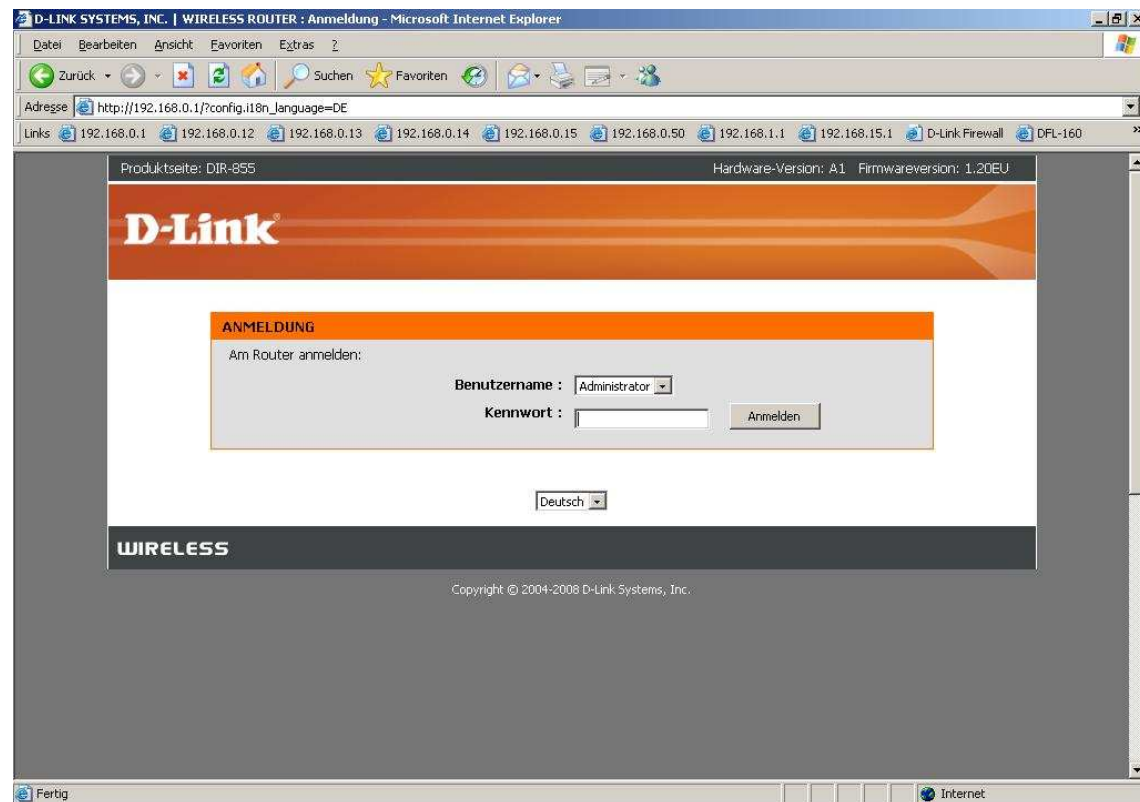 D-LINK SYSTEMS, INC. | WIRELESS ROUTER : Anmeldung - Microsoft Internet Explorer
Datei Bearbeiten Ansicht Favoriten Extras ?
Zurück Suchen Favoriten
Adresse http://192.168.0.1/?config.i18n_language=DE
Links 192.168.0.1 192.168.0.12 192.168.0.13 192.168.0.14 192.168.0.15 192.168.0.50 192.168.1.1 192.168.15.1 D-Link Firewall DFL-160 »
Produktseite: DIR-855 Hardware-Version: A1 Firmwareversion: 1.20EU
D-Link®
ANMELDUNG
Am Router anmelden:
Benutzername : Administrator
Kennwort : Anmelden
Deutsch
WIRELESS
Copyright © 2004-2008 D-Link Systems, Inc.
Fertig Internet